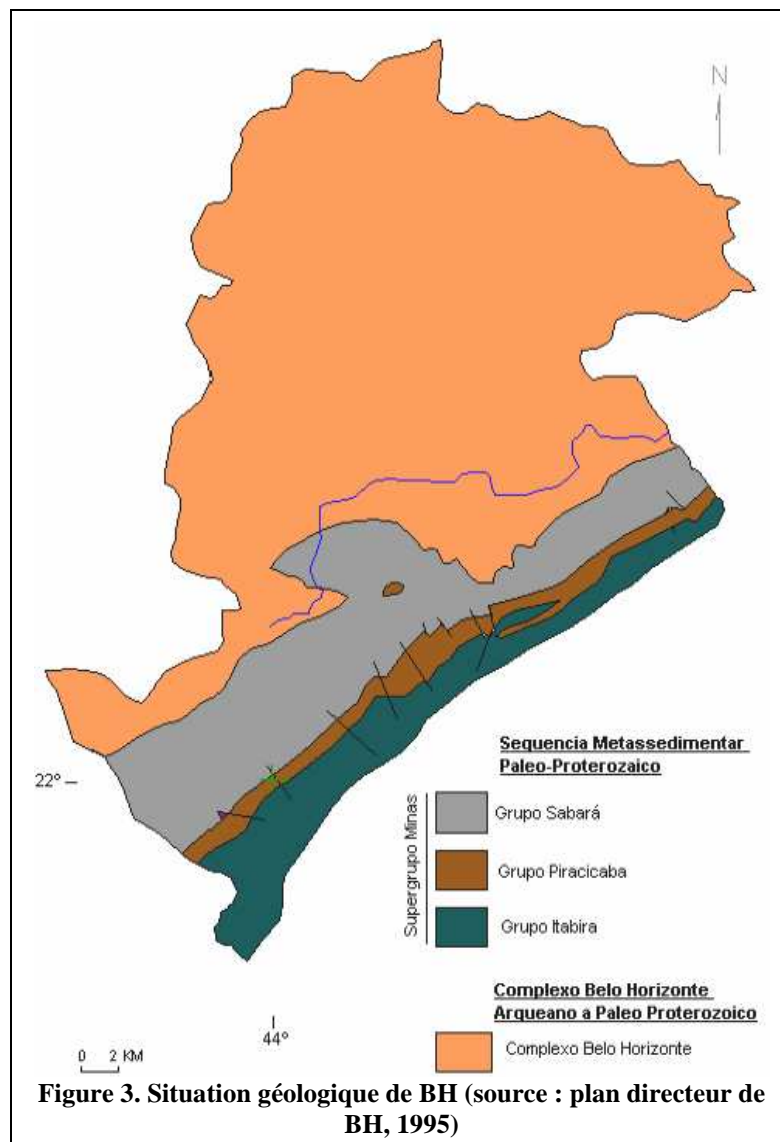 N
22°
44°
0 2 KM
Sequencia Metassedimentar
Paleo-Proterozaico
Supergrupo Minas
Grupo Sabará
Grupo Piracicaba
Grupo Itabira
Complexo Belo Horizonte
Arqueano a Paleo Proterozoico
Complexo Belo Horizonte
Figure 3. Situation géologique de BH (source : plan directeur de
BH, 1995)